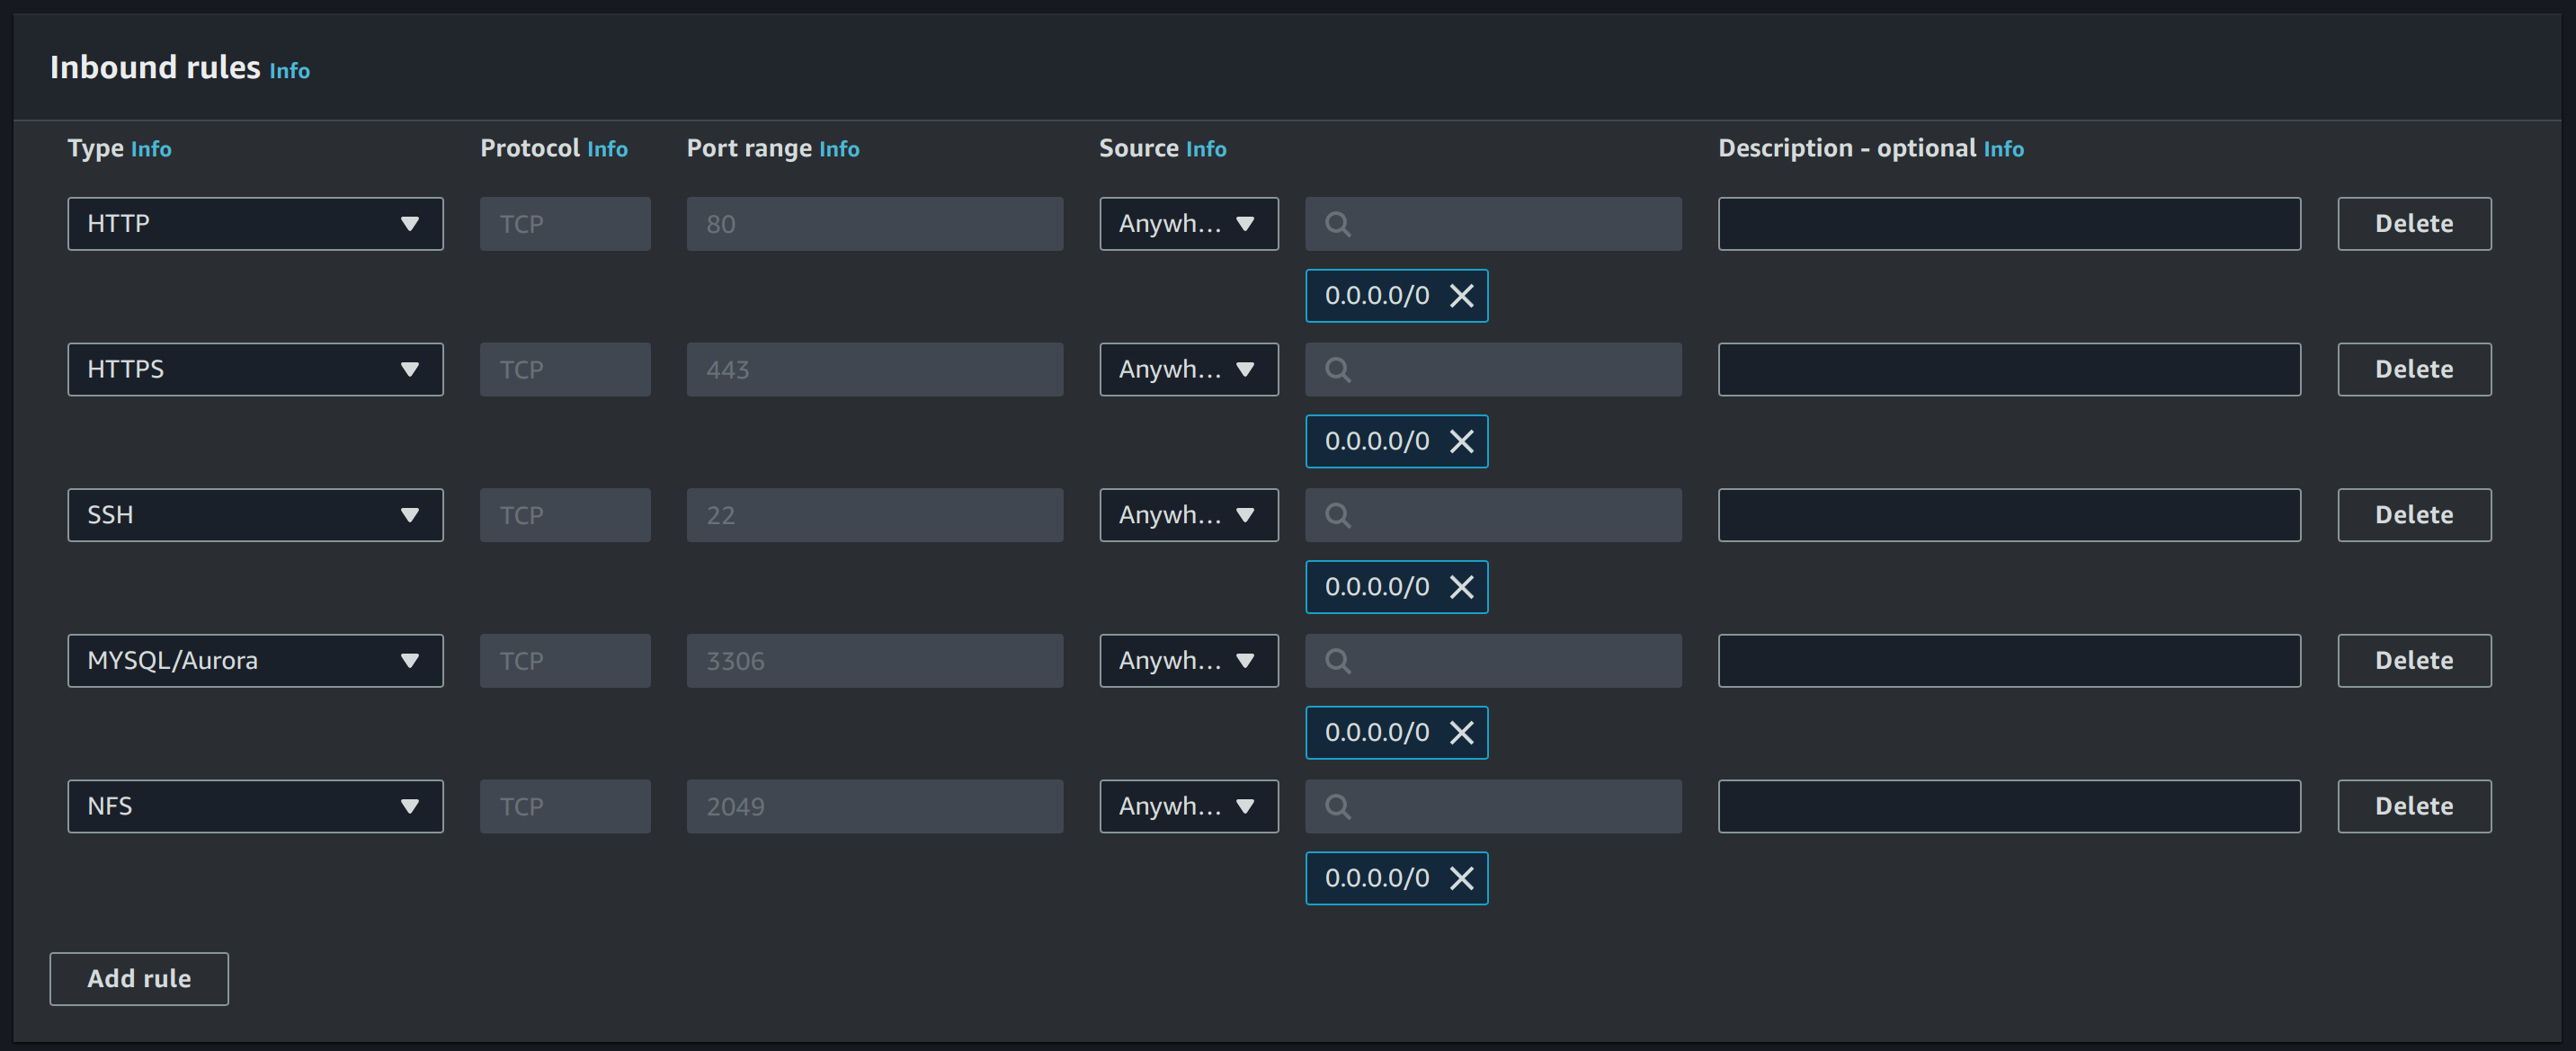 Inbound rules Info
Type Info Protocol Info Port range Info Source Info Description - optional Info
HTTP TCP 80 Anywh... Delete
0.0.0.0/0
HTTPS TCP 443 Anywh... Delete
0.0.0.0/0
SSH TCP 22 Anywh... Delete
0.0.0.0/0
MYSQL/Aurora TCP 3306 Anywh... Delete
0.0.0.0/0
NFS TCP 2049 Anywh... Delete
0.0.0.0/0
Add rule